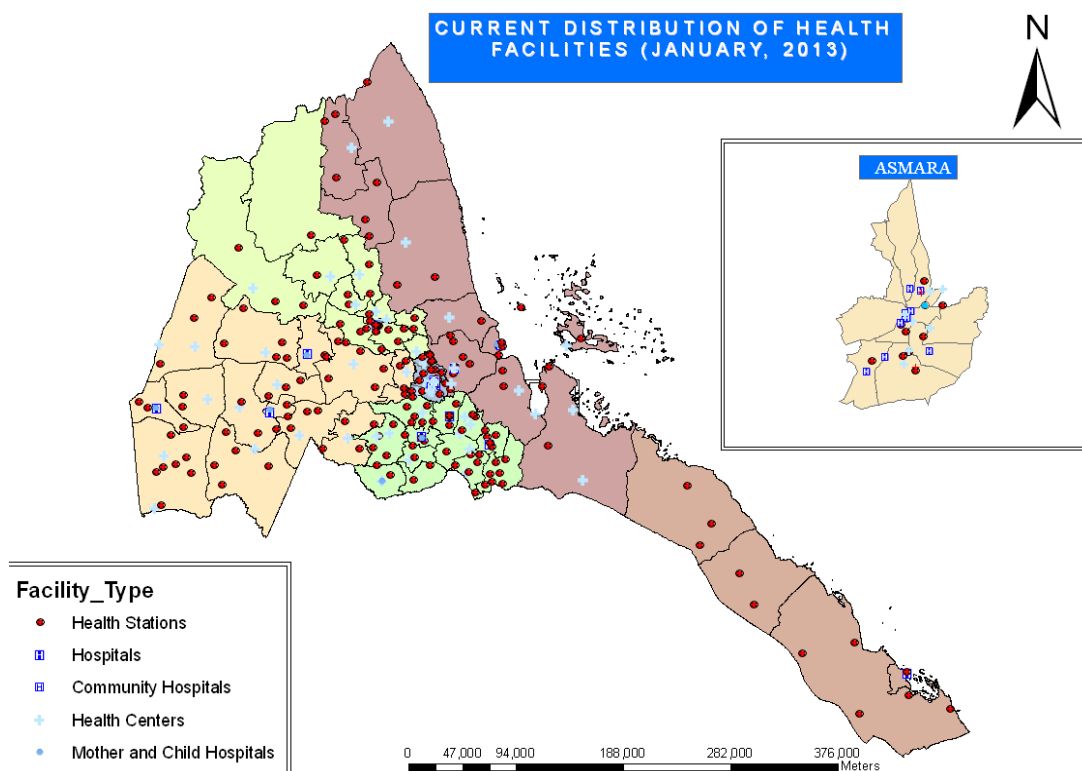 CURRENT DISTRIBUTION OF HEALTH
FACILITIES (JANUARY, 2013)
N
ASMARA
Facility_Type
Health Stations
Hospitals
Community Hospitals
Health Centers
Mother and Child Hospitals
0 47,000 94,000 188,000 282,000 376,000
Meters